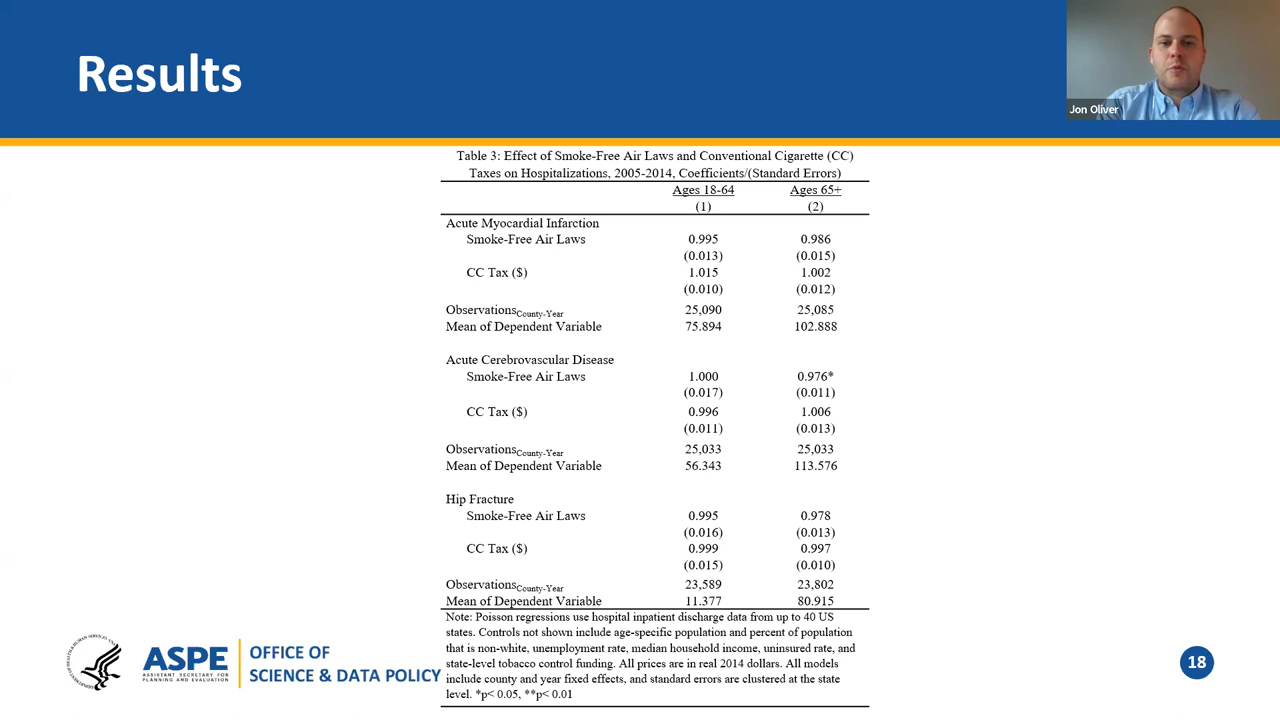 Results
Jon Oliver
Table 3: Effect of Smoke-Free Air Laws and Conventional Cigarette (CC)
Taxes on Hospitalizations, 2005-2014, Coefficients/(Standard Errors)
Ages 18-64 Ages 65+
(1) (2)
Acute Myocardial Infarction
Smoke-Free Air Laws 0.995 0.986
(0.013) (0.015)
CC Tax ($) 1.015 1.002
(0.010) (0.012)
Observations County-Year 25,090 25,085
Mean of Dependent Variable 75.894 102.888
Acute Cerebrovascular Disease
Smoke-Free Air Laws 1.000 0.976*
(0.017) (0.011)
CC Tax ($) 0.996 1.006
(0.011) (0.013)
Observations County-Year 25,033 25,033
Mean of Dependent Variable 56.343 113.576
Hip Fracture
Smoke-Free Air Laws 0.995 0.978
(0.016) (0.013)
CC Tax ($) 0.999 0.997
(0.015) (0.010)
Observations County-Year 23,589 23,802
Mean of Dependent Variable 11.377 80.915
Note: Poisson regressions use hospital inpatient discharge data from up to 40 US
states. Controls not shown include age-specific population and percent of population
that is non-white, unemployment rate, median household income, uninsured rate, and
state-level tobacco control funding. All prices are in real 2014 dollars. All models
include county and year fixed effects, and standard errors are clustered at the state
level. *p< 0.05, **p< 0.01
ASPE
ASSISTANT SECRETARY FOR
PLANNING AND EVALUATION
OFFICE OF
SCIENCE & DATA POLICY
18